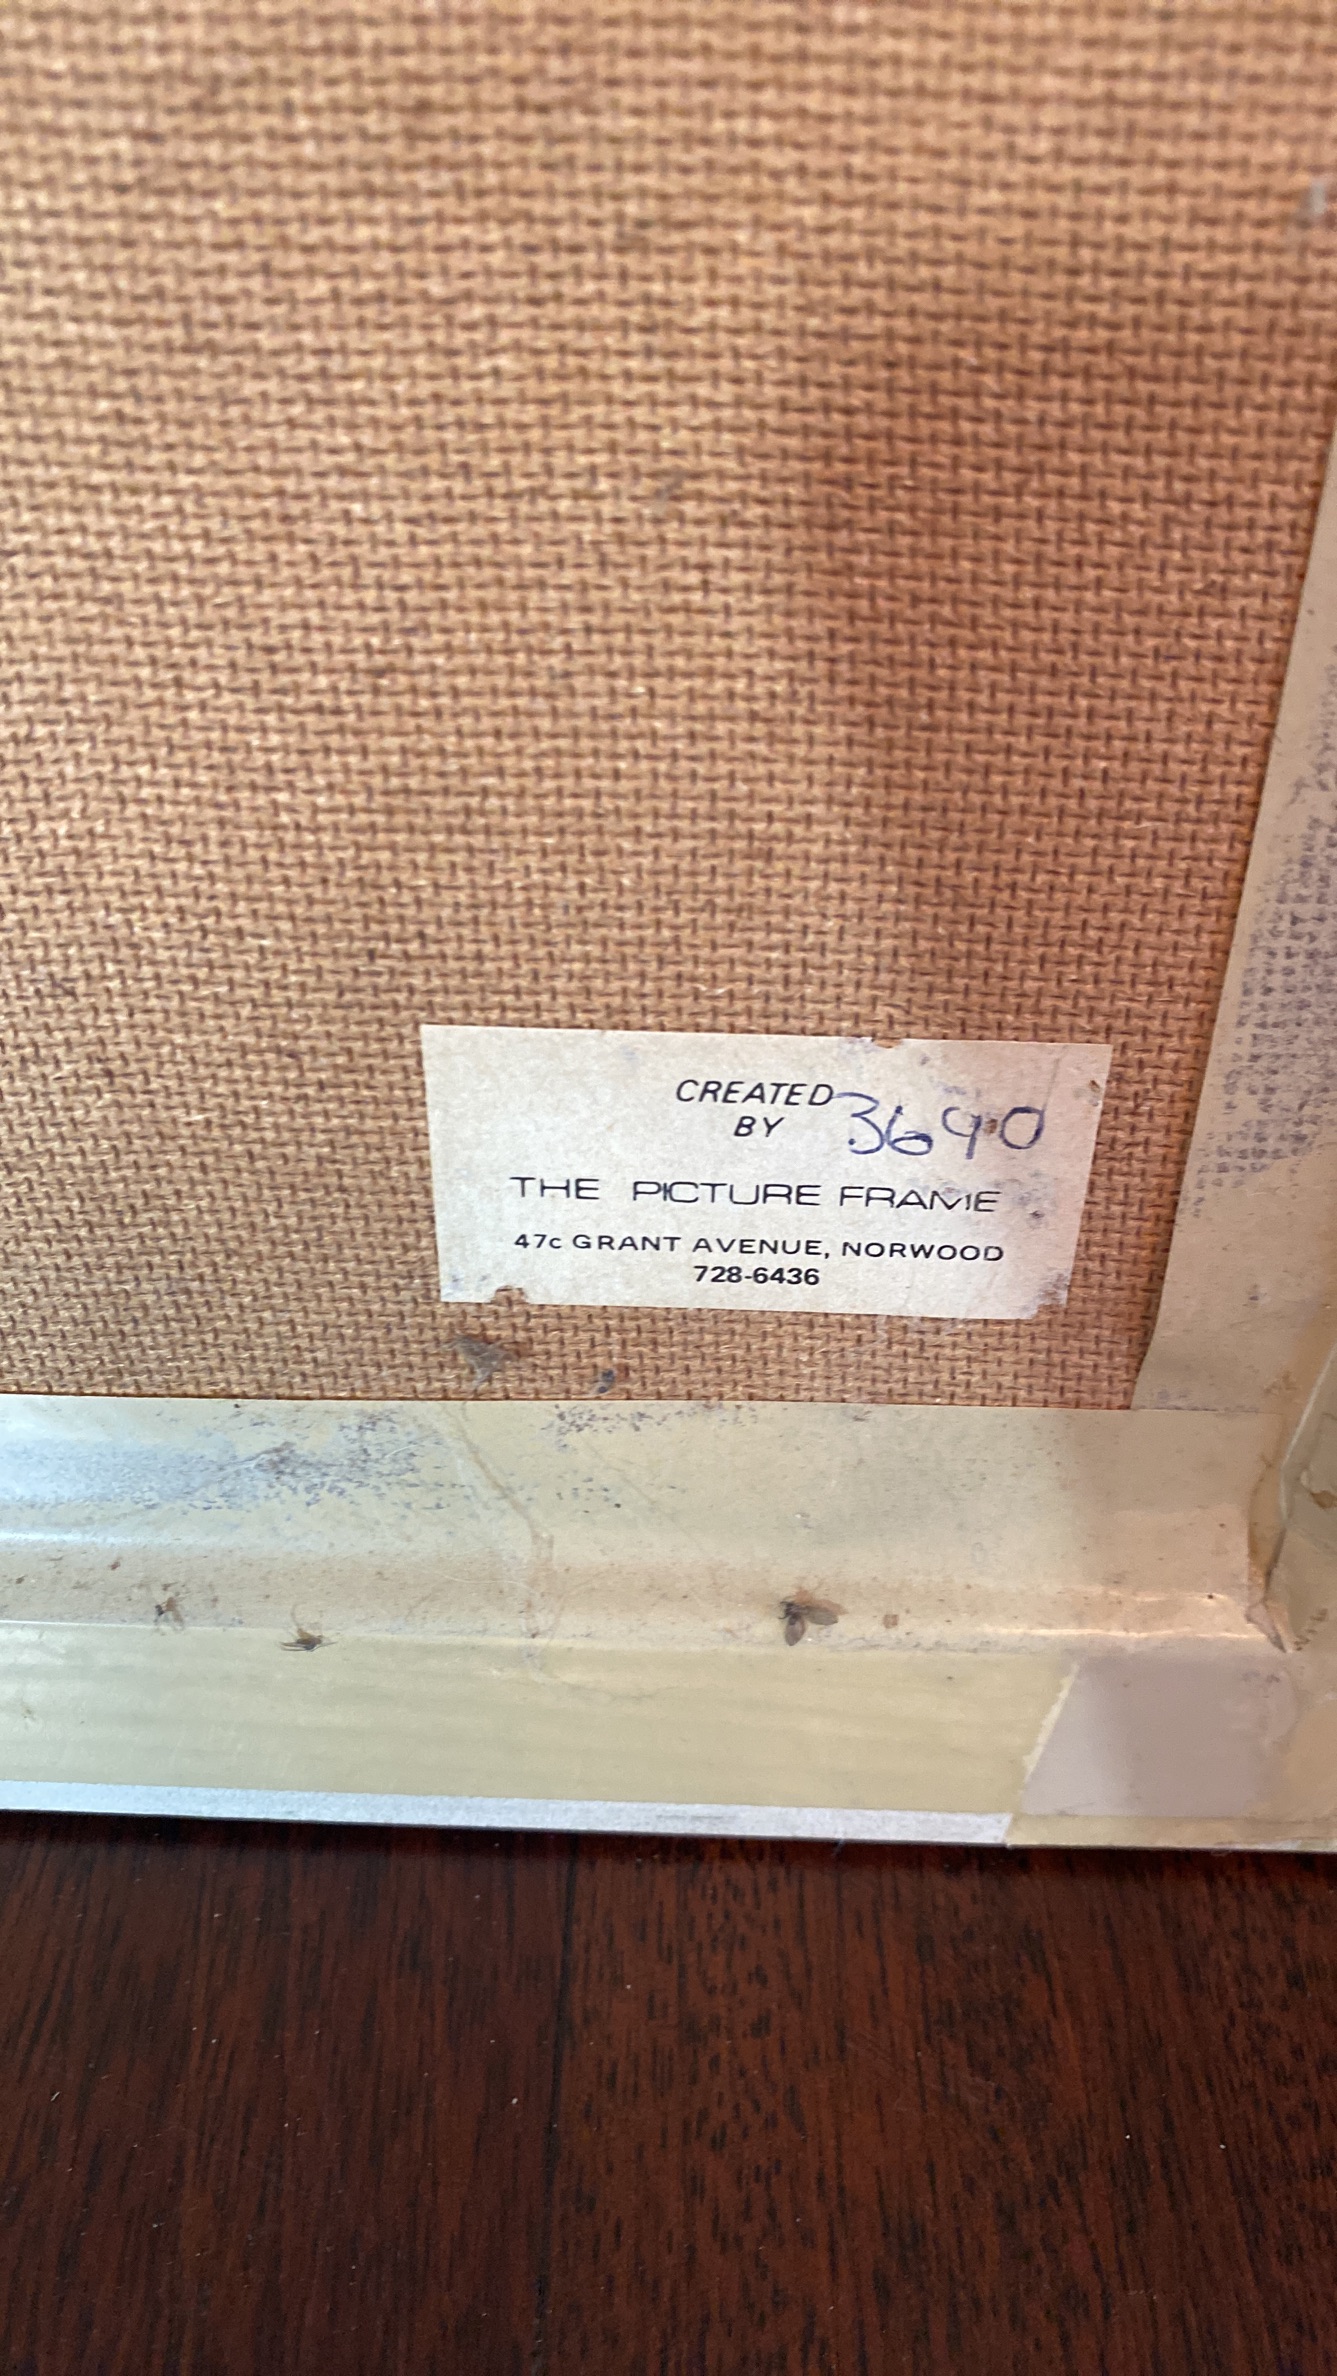 CREATED
BY 3690
THE PICTURE FRAME
47c GRANT AVENUE, NORWOOD
728-6436